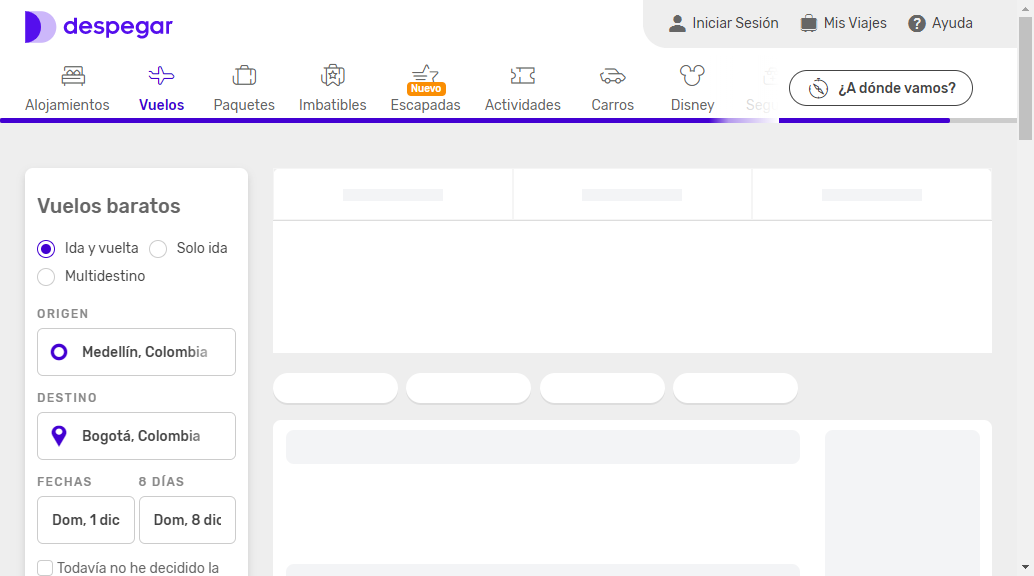 despegar
Iniciar Sesión
Mis Viajes
Ayuda
Alojamientos
Vuelos
Paquetes
Imbatibles
Nuevo
Escapadas
Actividades
Carros
Disney
¿A dónde vamos?
Vuelos baratos
Ida y vuelta
Solo ida
Multidestino
ORIGEN
Medellín, Colombia
DESTINO
Bogotá, Colombia
FECHAS
8 DÍAS
Dom, 1 dic
Dom, 8 dic
Todavía no he decidido la